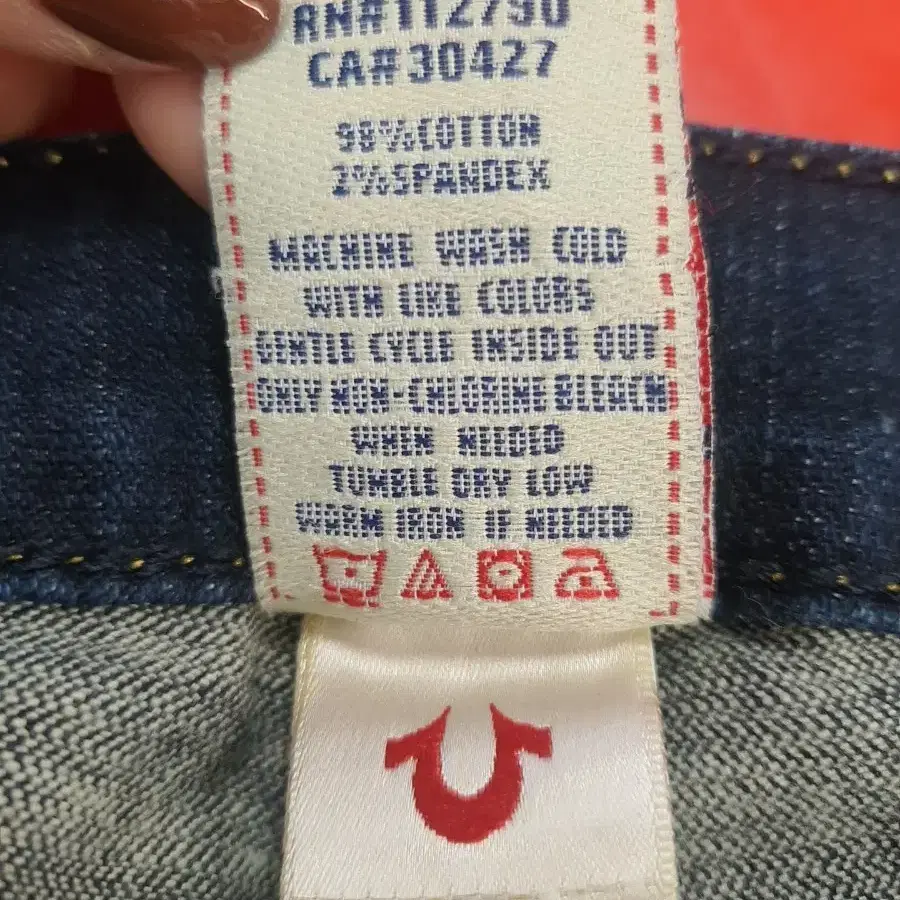 RN#112790
CA#30427
98%COTTON
2%SPANDEX
MACHINE WASH COLD
WITH LIKE COLORS
GENTLE CYCLE INSIDE OUT
ONLY NON-CHLORINE BLEACH
WHEN NEEDED
TUMBLE DRY LOW
WORM IRON IF NEEDED